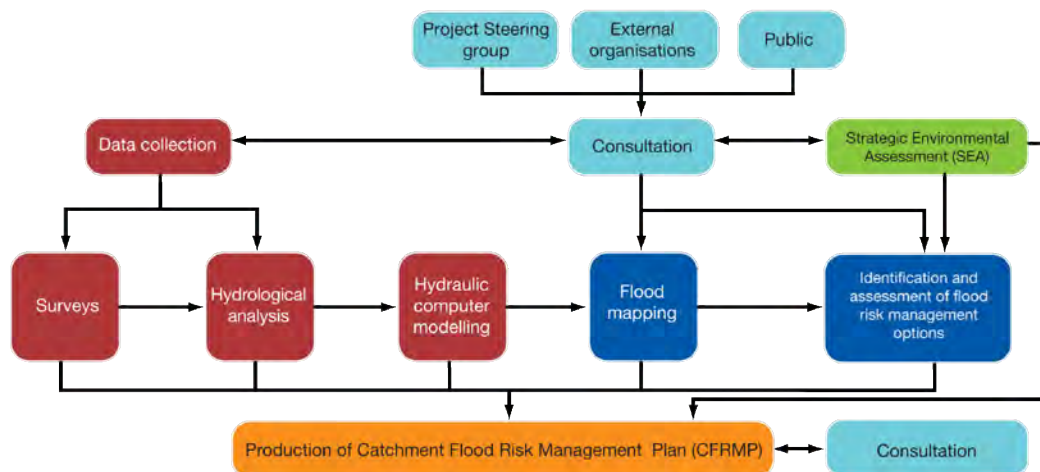 Project Steering
group
External
organisations
Public
Data collection
Consultation
Strategic Environmental
Assessment (SEA)
Surveys
Hydrological
analysis
Hydraulic
computer
modelling
Flood
mapping
Identification and
assessment of flood
risk management
options
Production of Catchment Flood Risk Management Plan (CFRMP)
Consultation